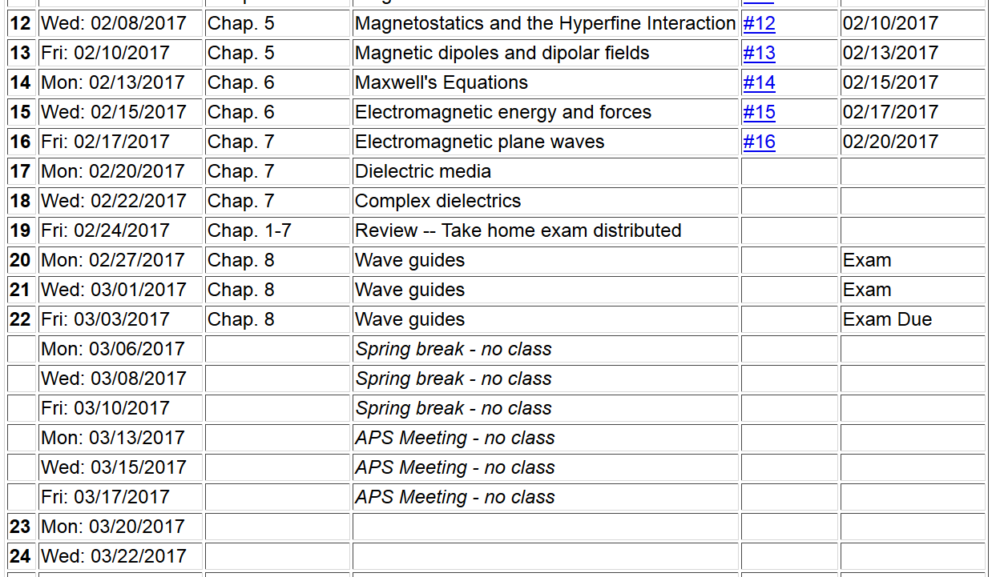 12 Wed: 02/08/2017 Chap. 5 Magnetostatics and the Hyperfine Interaction #12 02/10/2017
13 Fri: 02/10/2017 Chap. 5 Magnetic dipoles and dipolar fields #13 02/13/2017
14 Mon: 02/13/2017 Chap. 6 Maxwell's Equations #14 02/15/2017
15 Wed: 02/15/2017 Chap. 6 Electromagnetic energy and forces #15 02/17/2017
16 Fri: 02/17/2017 Chap. 7 Electromagnetic plane waves #16 02/20/2017
17 Mon: 02/20/2017 Chap. 7 Dielectric media
18 Wed: 02/22/2017 Chap. 7 Complex dielectrics
19 Fri: 02/24/2017 Chap. 1-7 Review -- Take home exam distributed
20 Mon: 02/27/2017 Chap. 8 Wave guides Exam
21 Wed: 03/01/2017 Chap. 8 Wave guides Exam
22 Fri: 03/03/2017 Chap. 8 Wave guides Exam Due
Mon: 03/06/2017 Spring break - no class
Wed: 03/08/2017 Spring break - no class
Fri: 03/10/2017 Spring break - no class
Mon: 03/13/2017 APS Meeting - no class
Wed: 03/15/2017 APS Meeting - no class
Fri: 03/17/2017 APS Meeting - no class
23 Mon: 03/20/2017
24 Wed: 03/22/2017